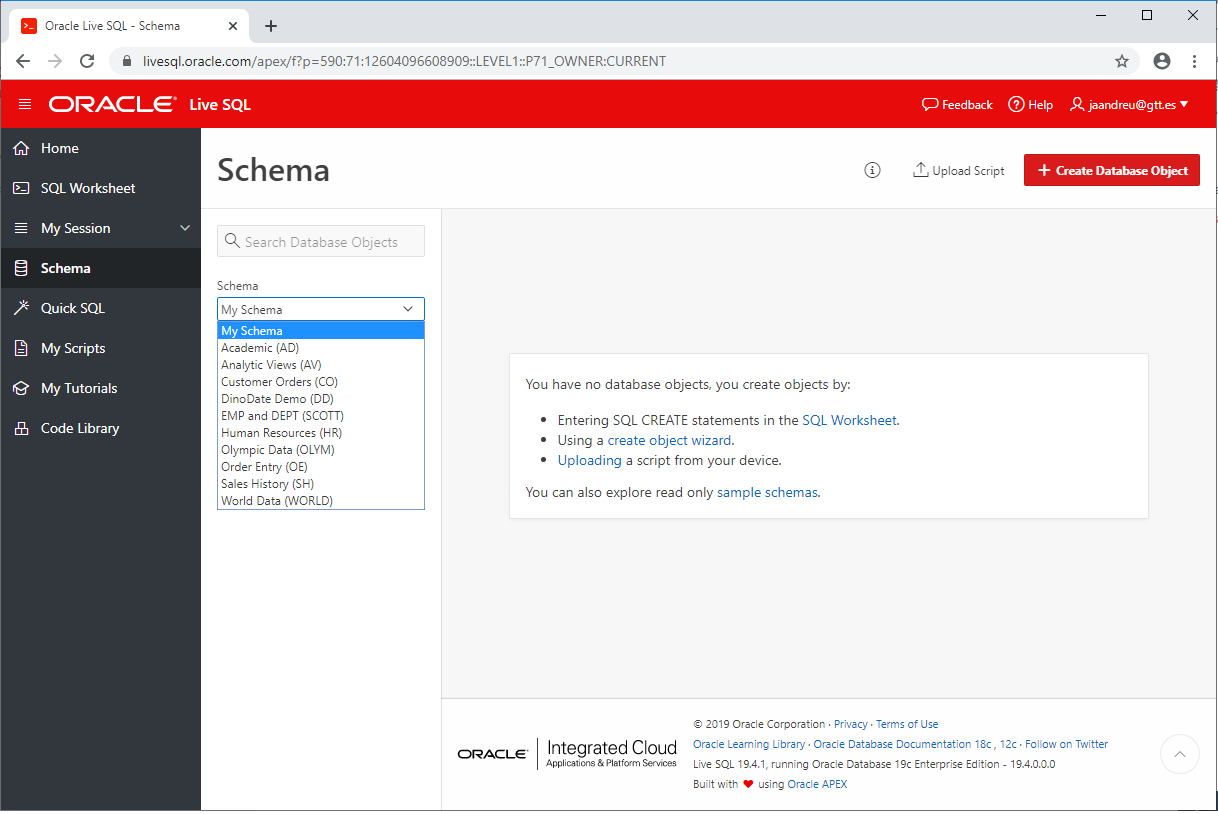 Oracle Live SQL - Schema
livesql.oracle.com/apex/f?p=590:71:12604096608909::LEVEL1::P71_OWNER:CURRENT
ORACLE Live SQL
Feedback
Help
jaandreu@gtt.es
Home
SQL Worksheet
My Session
Schema
Quick SQL
My Scripts
My Tutorials
Code Library
Schema
Upload Script
Create Database Object
Search Database Objects
Schema
My Schema
My Schema
Academic (AD)
Analytic Views (AV)
Customer Orders (CO)
DinoDate Demo (DD)
EMP and DEPT (SCOTT)
Human Resources (HR)
Olympic Data (OLYM)
Order Entry (OE)
Sales History (SH)
World Data (WORLD)
You have no database objects, you create objects by:
Entering SQL CREATE statements in the SQL Worksheet.
Using a create object wizard.
Uploading a script from your device.
You can also explore read only sample schemas.
ORACLE
Integrated Cloud
Applications & Platform Services
© 2019 Oracle Corporation · Privacy · Terms of Use
Oracle Learning Library · Oracle Database Documentation 18c , 12c · Follow on Twitter
Live SQL 19.4.1, running Oracle Database 19c Enterprise Edition - 19.4.0.0.0
Built with ❤ using Oracle APEX